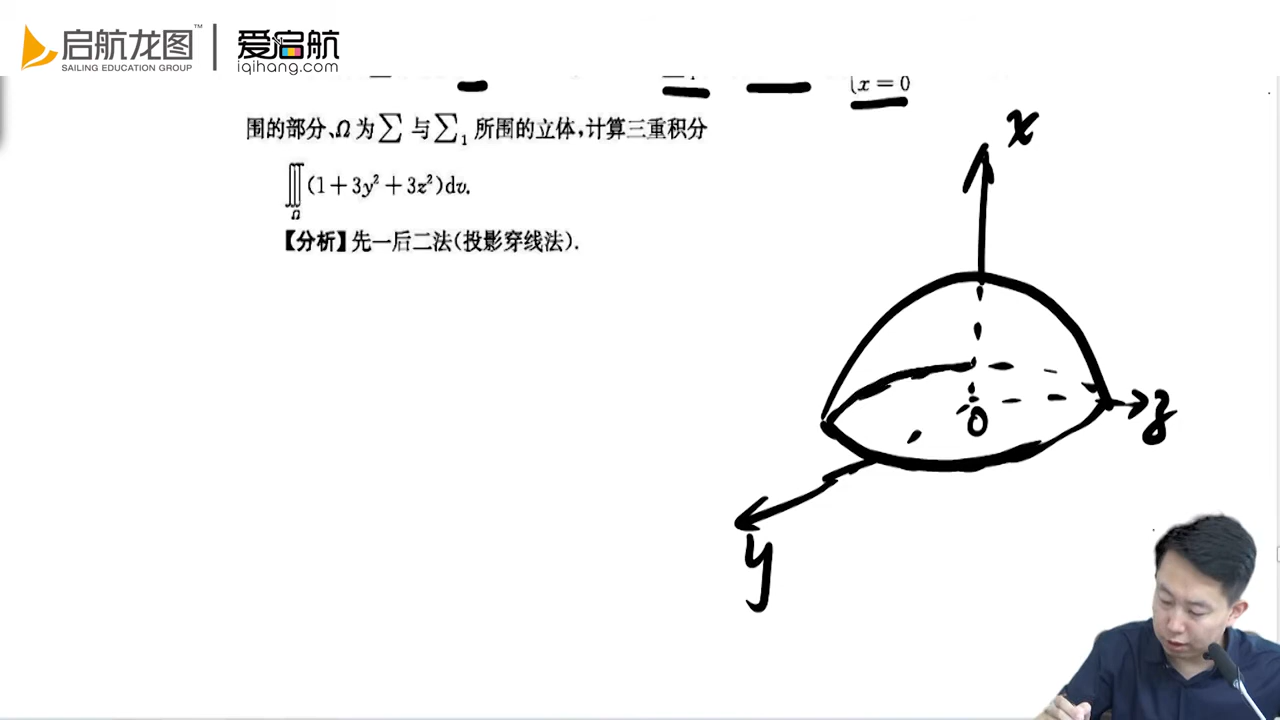 启航龙图™ 爱启航
SAILING EDUCATION GROUP iqihang.com
{x=0
围的部分、Ω为∑与∑₁所围的立体,计算三重积分
∭_Ω(1+3y²+3z²)dv.
【分析】先一后二法(投影穿线法).
x
0
z
y